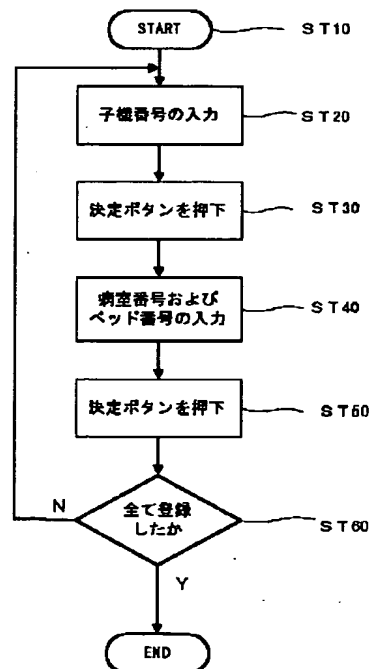 START ST10
子機番号の入力 ST20
決定ボタンを押下 ST30
病室番号および
ベッド番号の入力 ST40
決定ボタンを押下 ST50
全て登録
したか ST60
N
Y
END